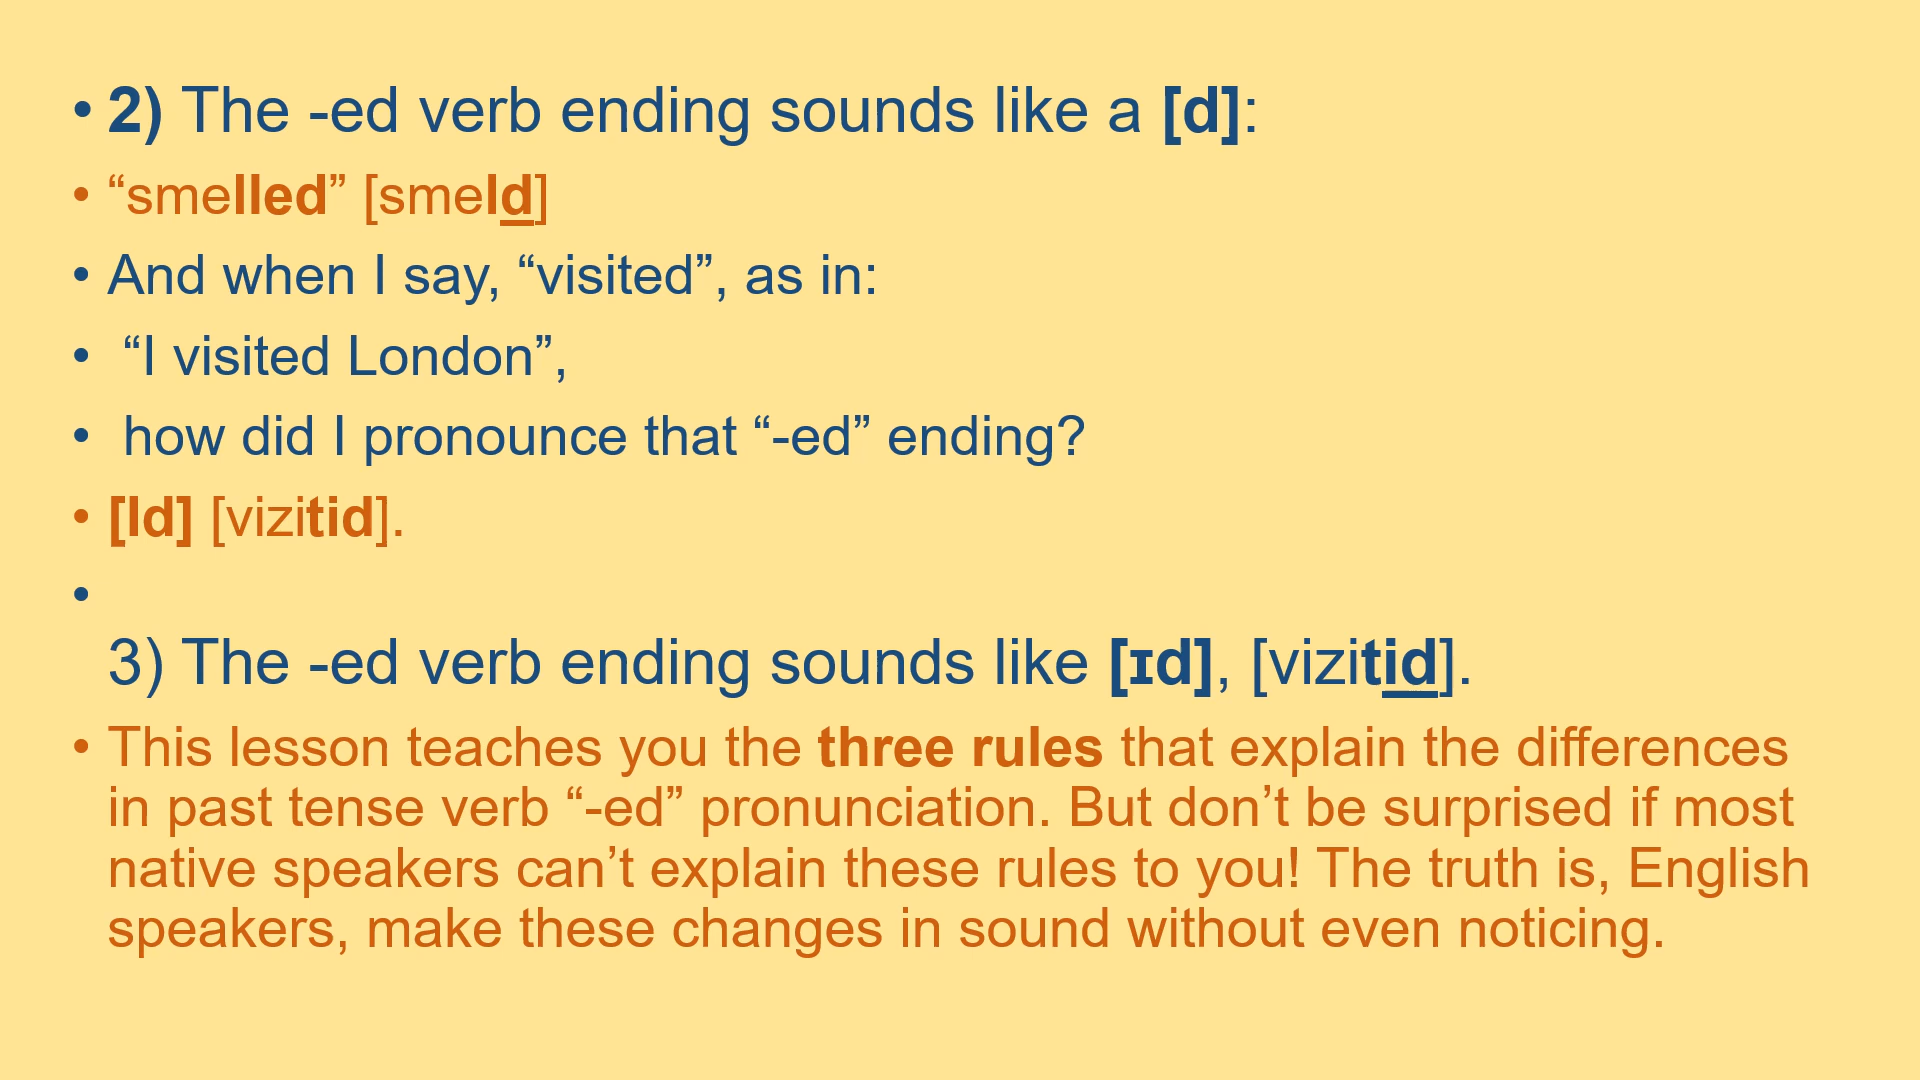 • 2) The -ed verb ending sounds like a [d]:
• “smelled” [smeld]
• And when I say, “visited”, as in:
• “I visited London”,
• how did I pronounce that “-ed” ending?
• [Id] [vizitid].
•
3) The -ed verb ending sounds like [ɪd], [vizitid].
• This lesson teaches you the three rules that explain the differences
in past tense verb “-ed” pronunciation. But don’t be surprised if most
native speakers can’t explain these rules to you! The truth is, English
speakers, make these changes in sound without even noticing.